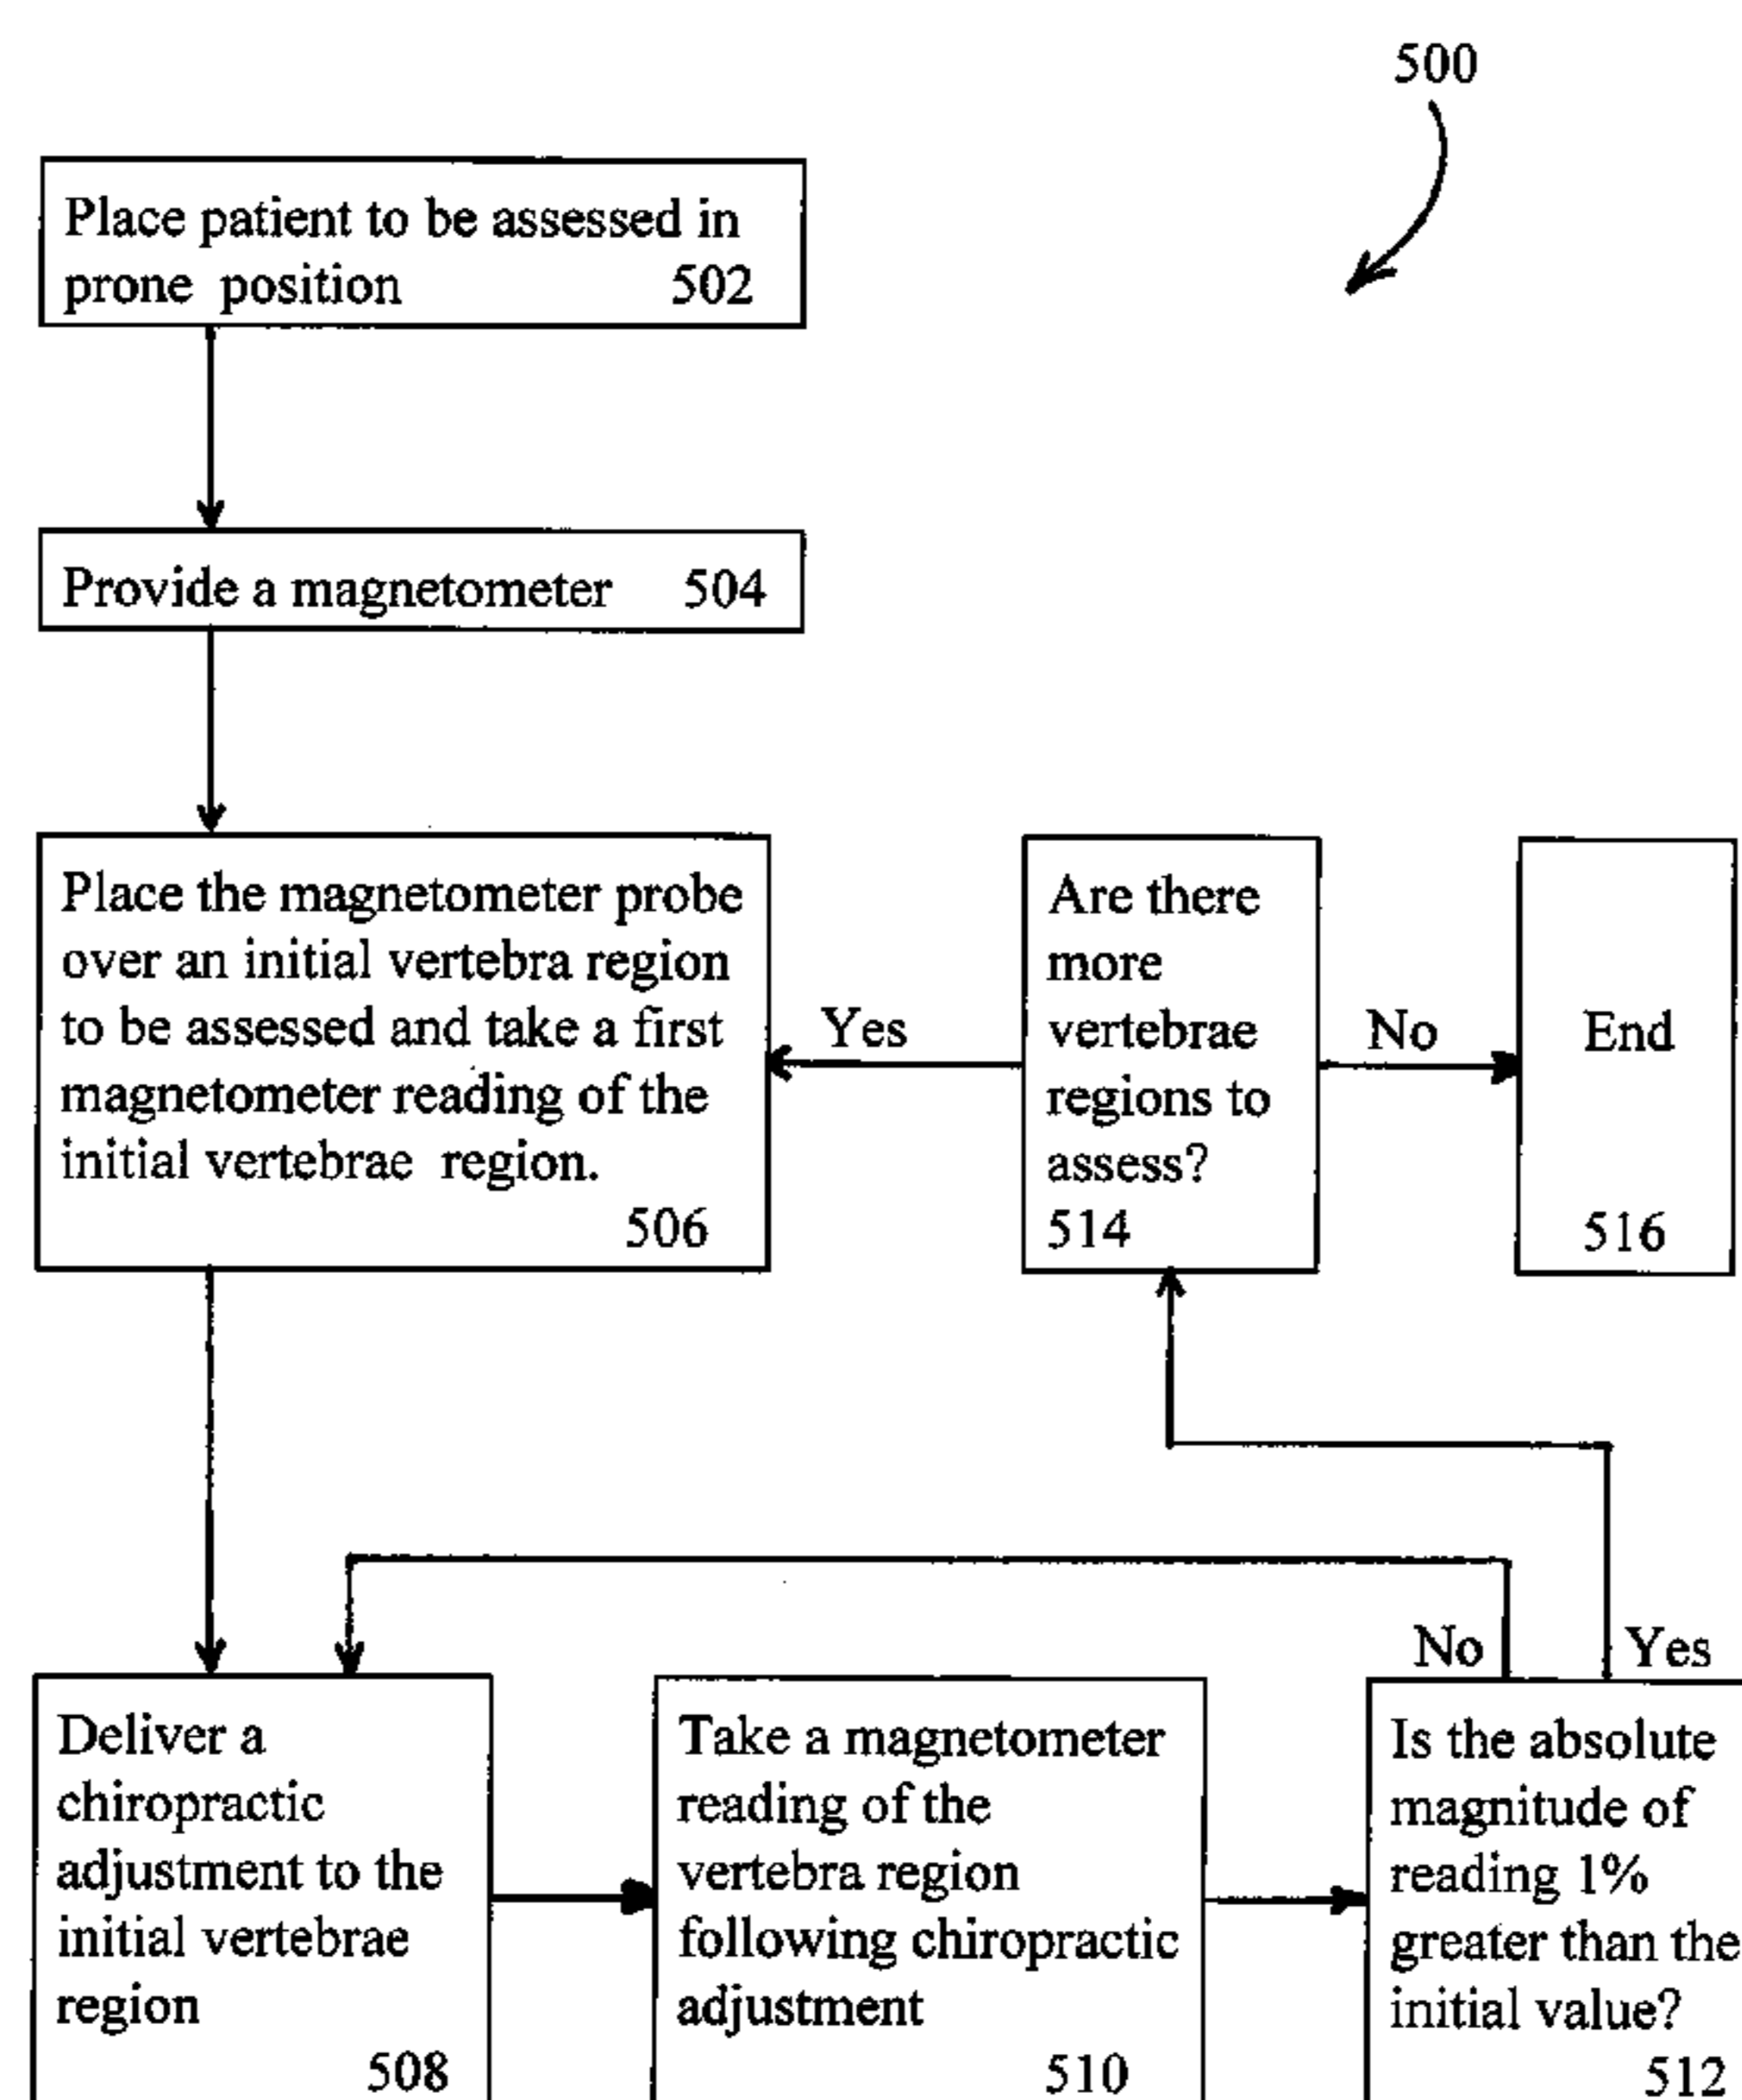 500
Place patient to be assessed in
prone position 502
Provide a magnetometer 504
Place the magnetometer probe
over an initial vertebra region
to be assessed and take a first
magnetometer reading of the
initial vertebrae region.
506
Yes
Are there
more
vertebrae
regions to
assess?
514
No
End
516
No
Yes
Deliver a
chiropractic
adjustment to the
initial vertebrae
region
508
Take a magnetometer
reading of the
vertebra region
following chiropractic
adjustment
510
Is the absolute
magnitude of
reading 1%
greater than the
initial value?
512